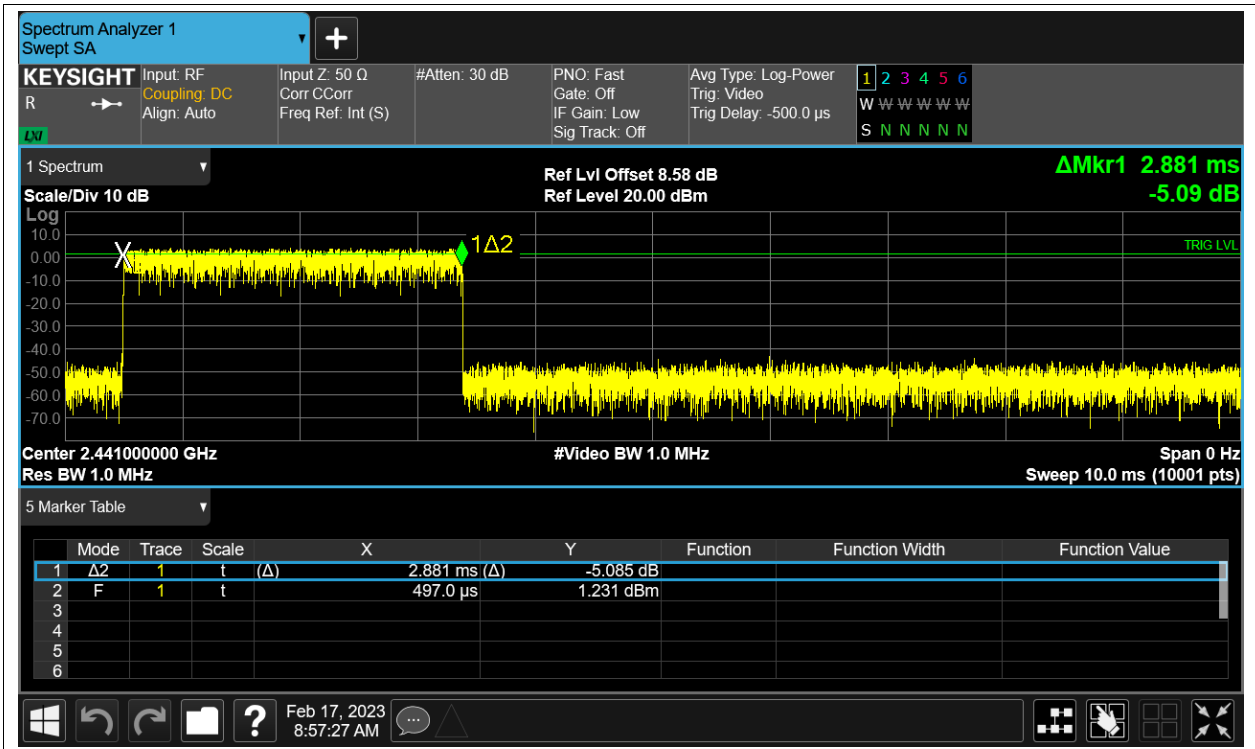 Spectrum Analyzer 1
Swept SA
KEYSIGHT Input: RF Input Z: 50 Ω #Atten: 30 dB PNO: Fast Avg Type: Log-Power 1 2 3 4 5 6
R Coupling: DC Corr CCorr Gate: Off Trig: Video W W W W W W
Align: Auto Freq Ref: Int (S) IF Gain: Low Trig Delay: -500.0 µs
LXI Sig Track: Off S N N N N N
1 Spectrum Ref Lvl Offset 8.58 dB ΔMkr1 2.881 ms
Scale/Div 10 dB Ref Level 20.00 dBm -5.09 dB
Log
10.0 X 1Δ2 TRIG LVL
0.00
-10.0
-20.0
-30.0
-40.0
-50.0
-60.0
-70.0
Center 2.441000000 GHz #Video BW 1.0 MHz Span 0 Hz
Res BW 1.0 MHz Sweep 10.0 ms (10001 pts)
5 Marker Table
Mode Trace Scale X Y Function Function Width Function Value
1 Δ2 1 t (Δ) 2.881 ms (Δ) -5.085 dB
2 F 1 t 497.0 µs 1.231 dBm
3
4
5
6
? Feb 17, 2023
8:57:27 AM